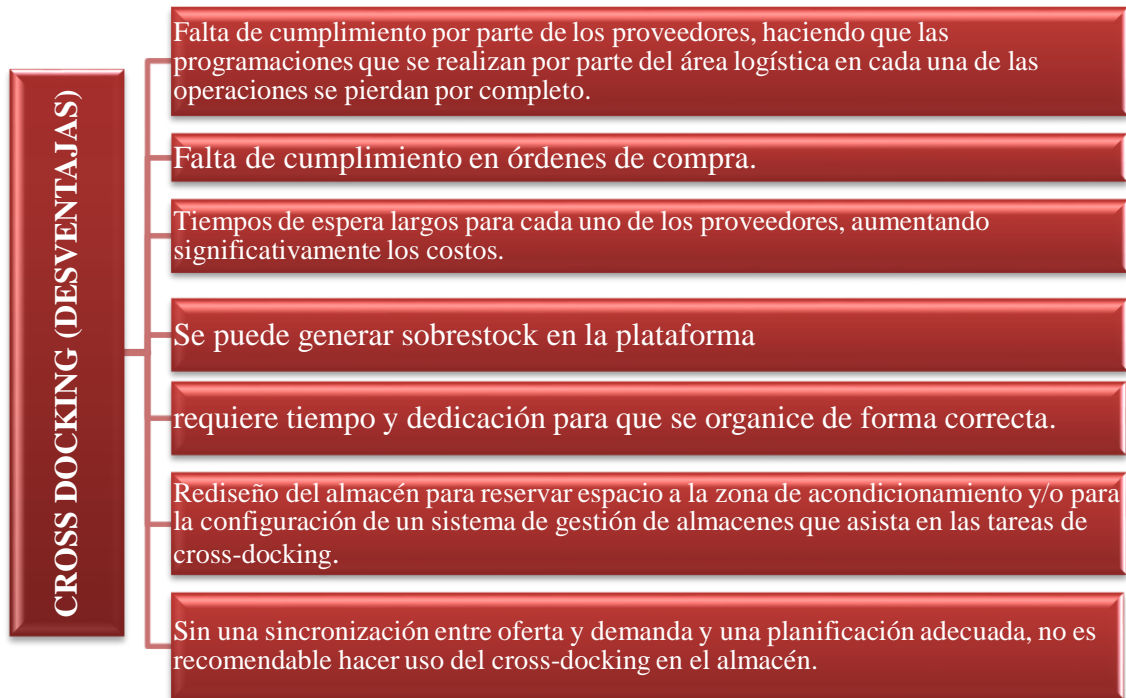 CROSS DOCKING (DESVENTAJAS)
Falta de cumplimiento por parte de los proveedores, haciendo que las
programaciones que se realizan por parte del área logística en cada una de las
operaciones se pierdan por completo.
Falta de cumplimiento en órdenes de compra.
Tiempos de espera largos para cada uno de los proveedores, aumentando
significativamente los costos.
Se puede generar sobrestock en la plataforma
requiere tiempo y dedicación para que se organice de forma correcta.
Rediseño del almacén para reservar espacio a la zona de acondicionamiento y/o para
la configuración de un sistema de gestión de almacenes que asista en las tareas de
cross-docking.
Sin una sincronización entre oferta y demanda y una planificación adecuada, no es
recomendable hacer uso del cross-docking en el almacén.